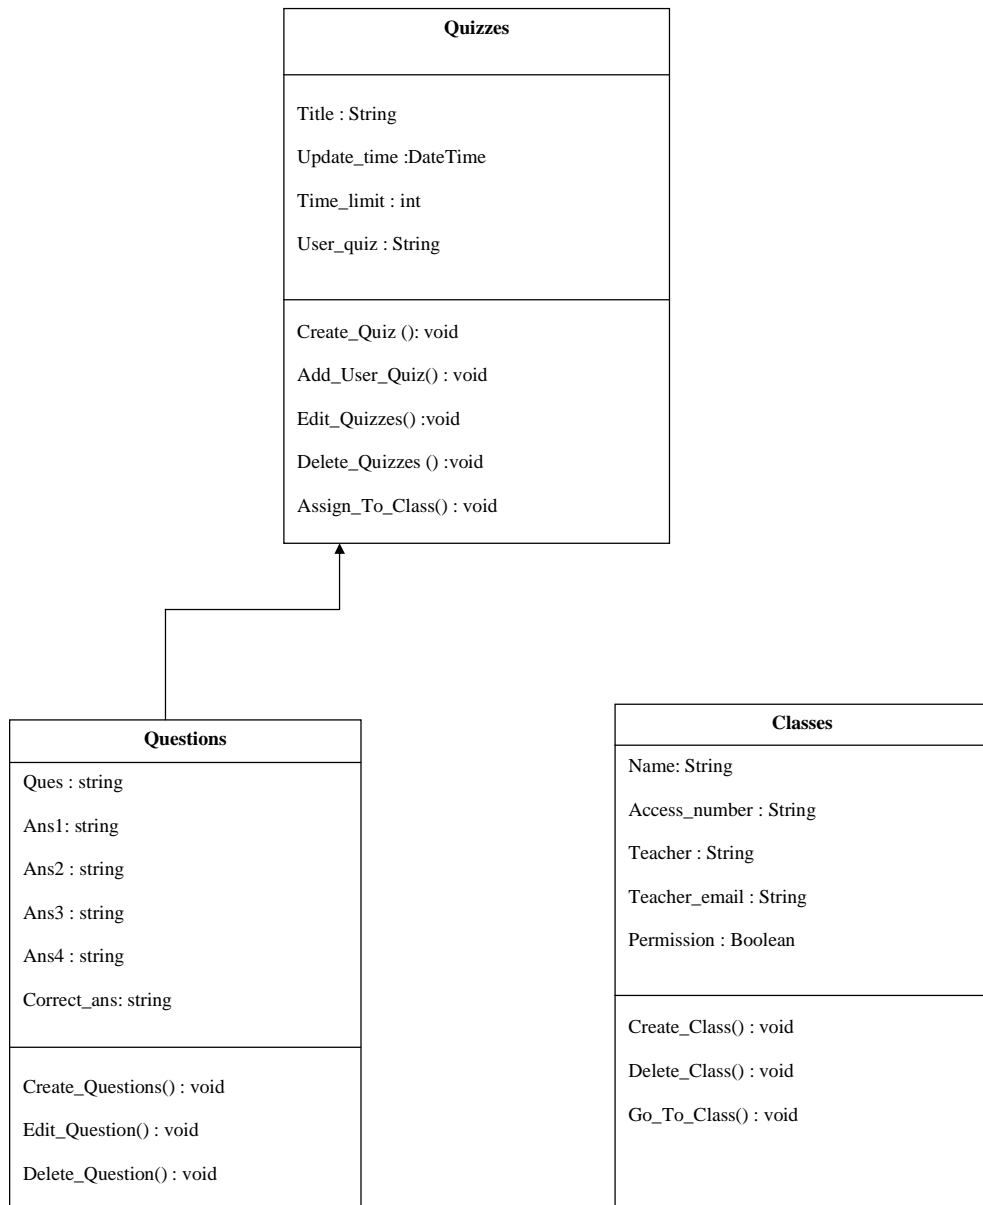 Quizzes
Title : String
Update_time :DateTime
Time_limit : int
User_quiz : String
Create_Quiz (): void
Add_User_Quiz() : void
Edit_Quizzes() :void
Delete_Quizzes () :void
Assign_To_Class() : void
Questions
Ques : string
Ans1: string
Ans2 : string
Ans3 : string
Ans4 : string
Correct_ans: string
Create_Questions() : void
Edit_Question() : void
Delete_Question() : void
Classes
Name: String
Access_number : String
Teacher : String
Teacher_email : String
Permission : Boolean
Create_Class() : void
Delete_Class() : void
Go_To_Class() : void